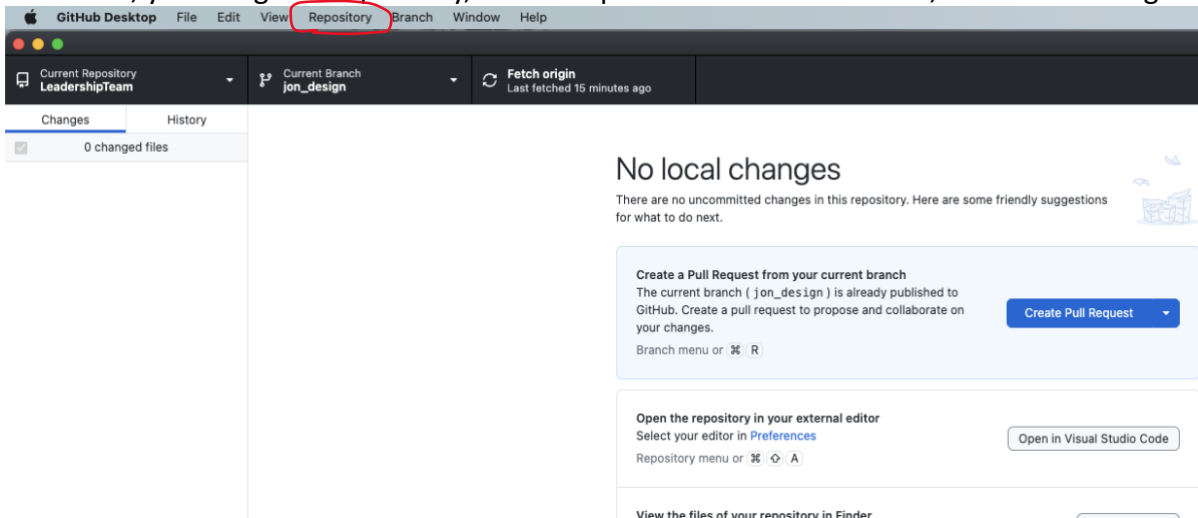 GitHub Desktop File Edit View Repository Branch Window Help
Current Repository
LeadershipTeam
Current Branch
jon_design
Fetch origin
Last fetched 15 minutes ago
Changes History
0 changed files
No local changes
There are no uncommitted changes in this repository. Here are some friendly suggestions
for what to do next.
Create a Pull Request from your current branch
The current branch ( jon_design ) is already published to
GitHub. Create a pull request to propose and collaborate on
your changes.
Branch menu or ⌘ R
Create Pull Request
Open the repository in your external editor
Select your editor in Preferences
Repository menu or ⌘ ⇧ A
Open in Visual Studio Code
View the files of your repository in Finder